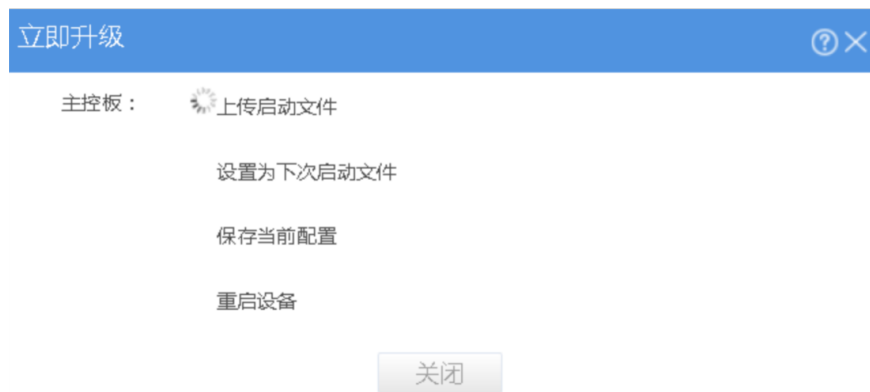 立即升级
主控板： 上传启动文件
设置为下次启动文件
保存当前配置
重启设备
关闭